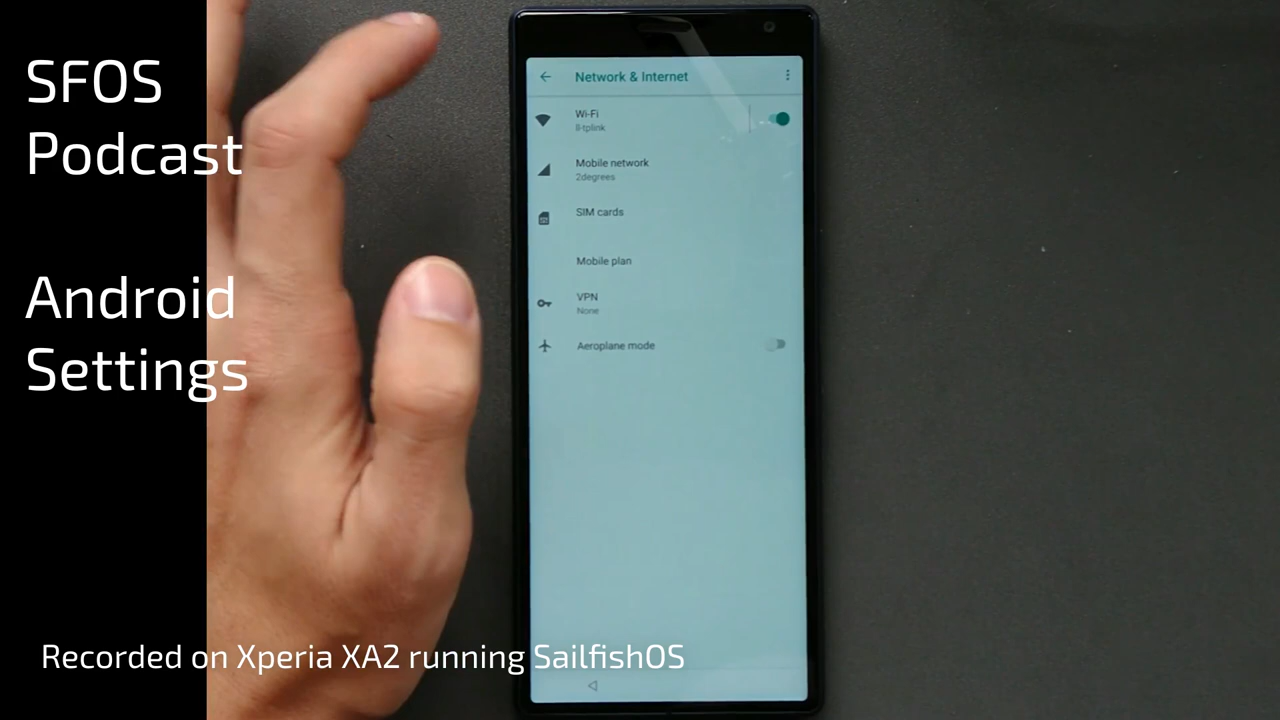 SFOS
Podcast
Android
Settings
Network & Internet
Wi-Fi
Mobile network
2degrees
SIM cards
Mobile plan
VPN
None
Aeroplane mode
Recorded on Xperia XA2 running SailfishOS